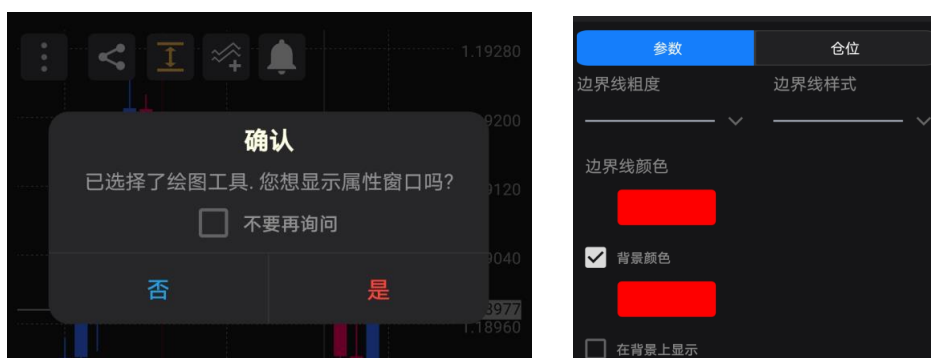 1.19280
9200
确认
已选择了绘图工具. 您想显示属性窗口吗?
9120
不要再询问
9040
否
是
3977
1.18960
参数
仓位
边界线粗度
边界线样式
边界线颜色
背景颜色
在背景上显示